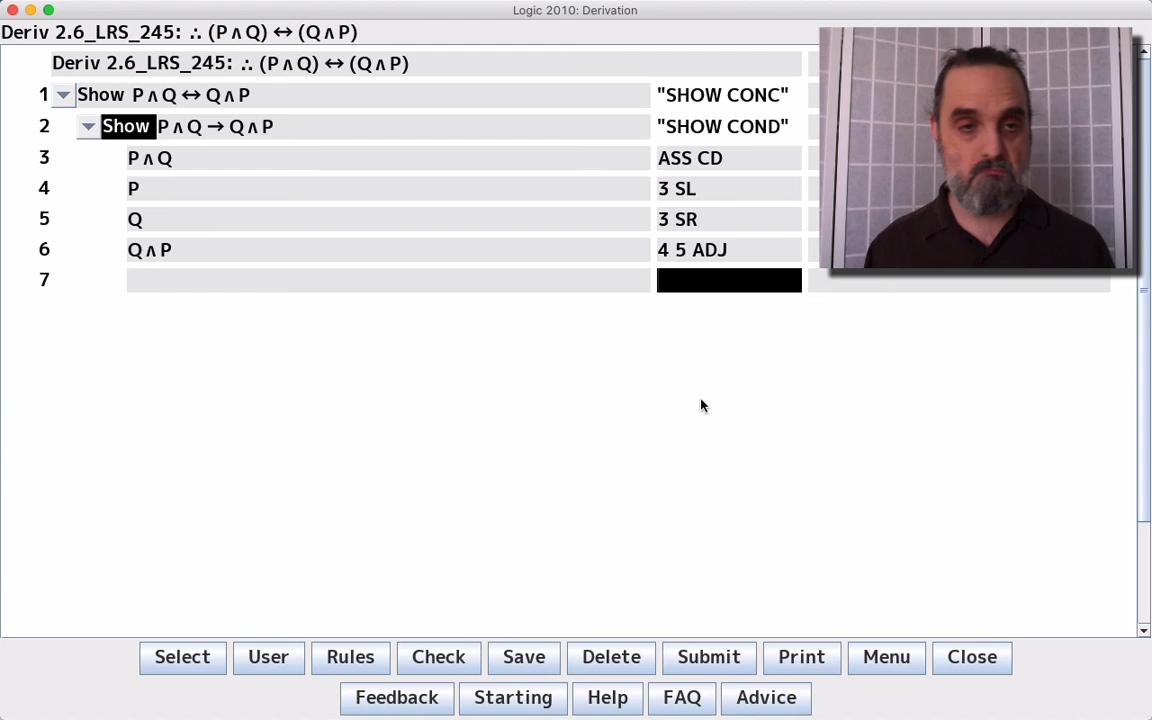 Logic 2010: Derivation
Deriv 2.6_LRS_245: ∴ (P∧Q) ↔ (Q∧P)
Deriv 2.6_LRS_245: ∴ (P∧Q) ↔ (Q∧P)
1 Show P∧Q ↔ Q∧P "SHOW CONC"
2 Show P∧Q → Q∧P "SHOW COND"
3 P∧Q ASS CD
4 P 3 SL
5 Q 3 SR
6 Q∧P 4 5 ADJ
7
Select User Rules Check Save Delete Submit Print Menu Close
Feedback Starting Help FAQ Advice